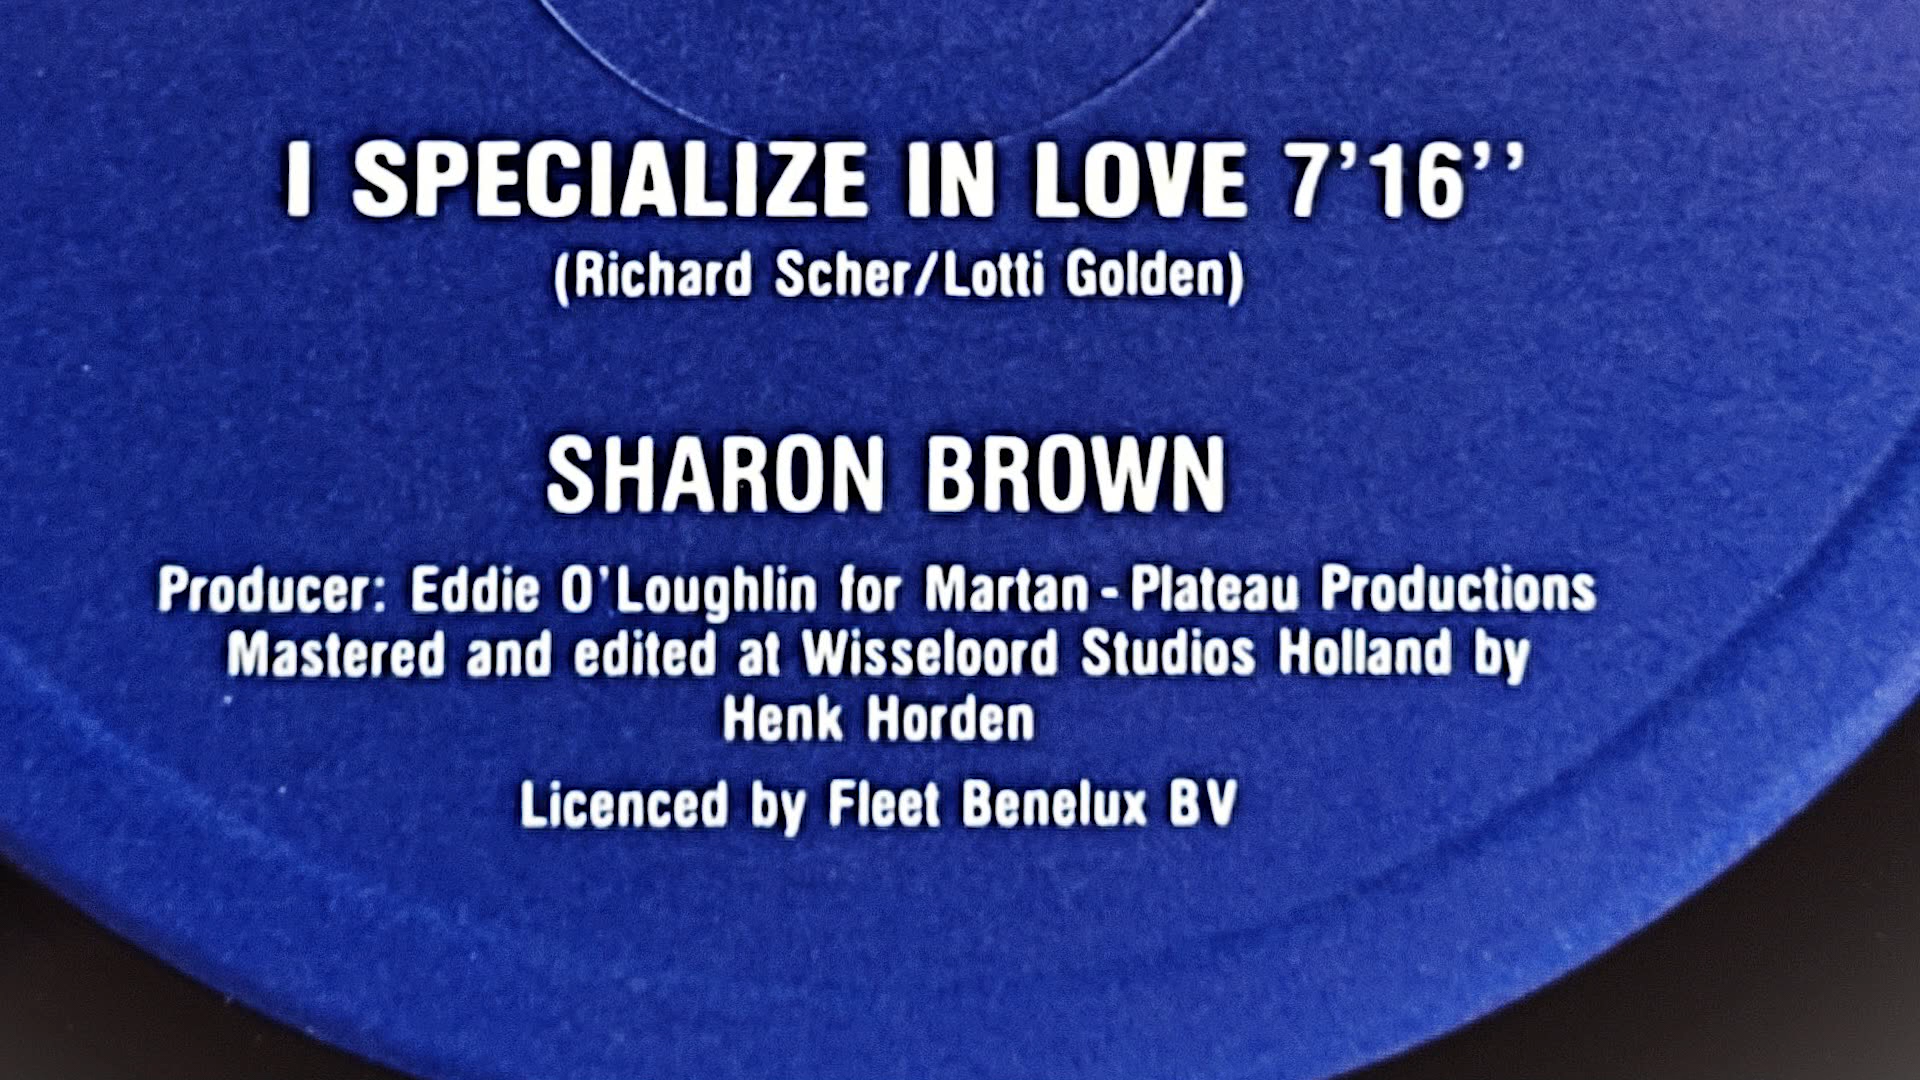 I SPECIALIZE IN LOVE 7'16''
(Richard Scher/Lotti Golden)
SHARON BROWN
Producer: Eddie O'Loughlin for Martan-Plateau Productions
Mastered and edited at Wisseloord Studios Holland by
Henk Horden
Licenced by Fleet Benelux BV